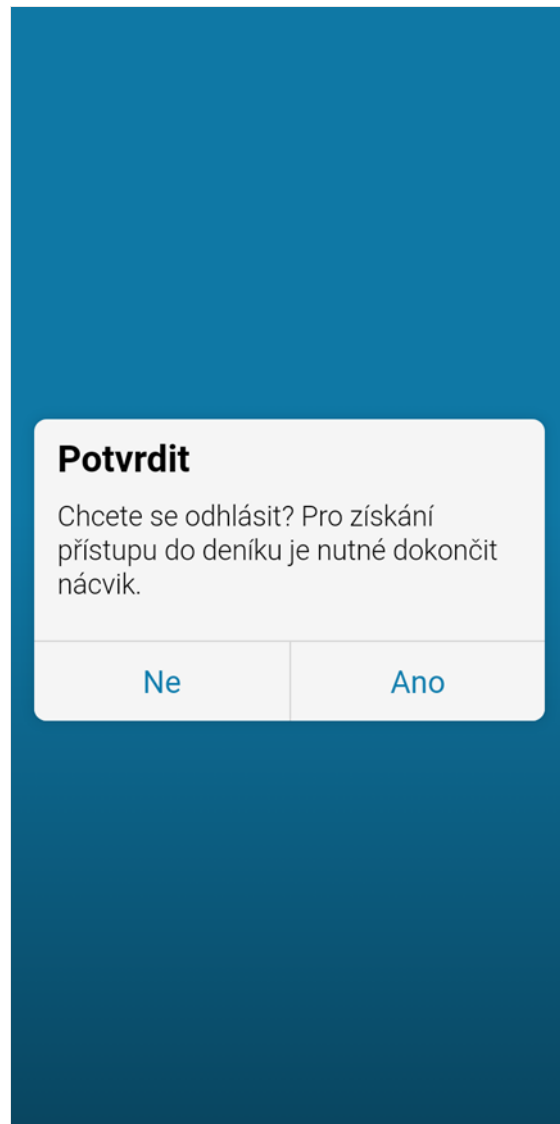 Potvrdit
Chcete se odhlásit? Pro získání
přístupu do deníku je nutné dokončit
nácvik.
Ne
Ano